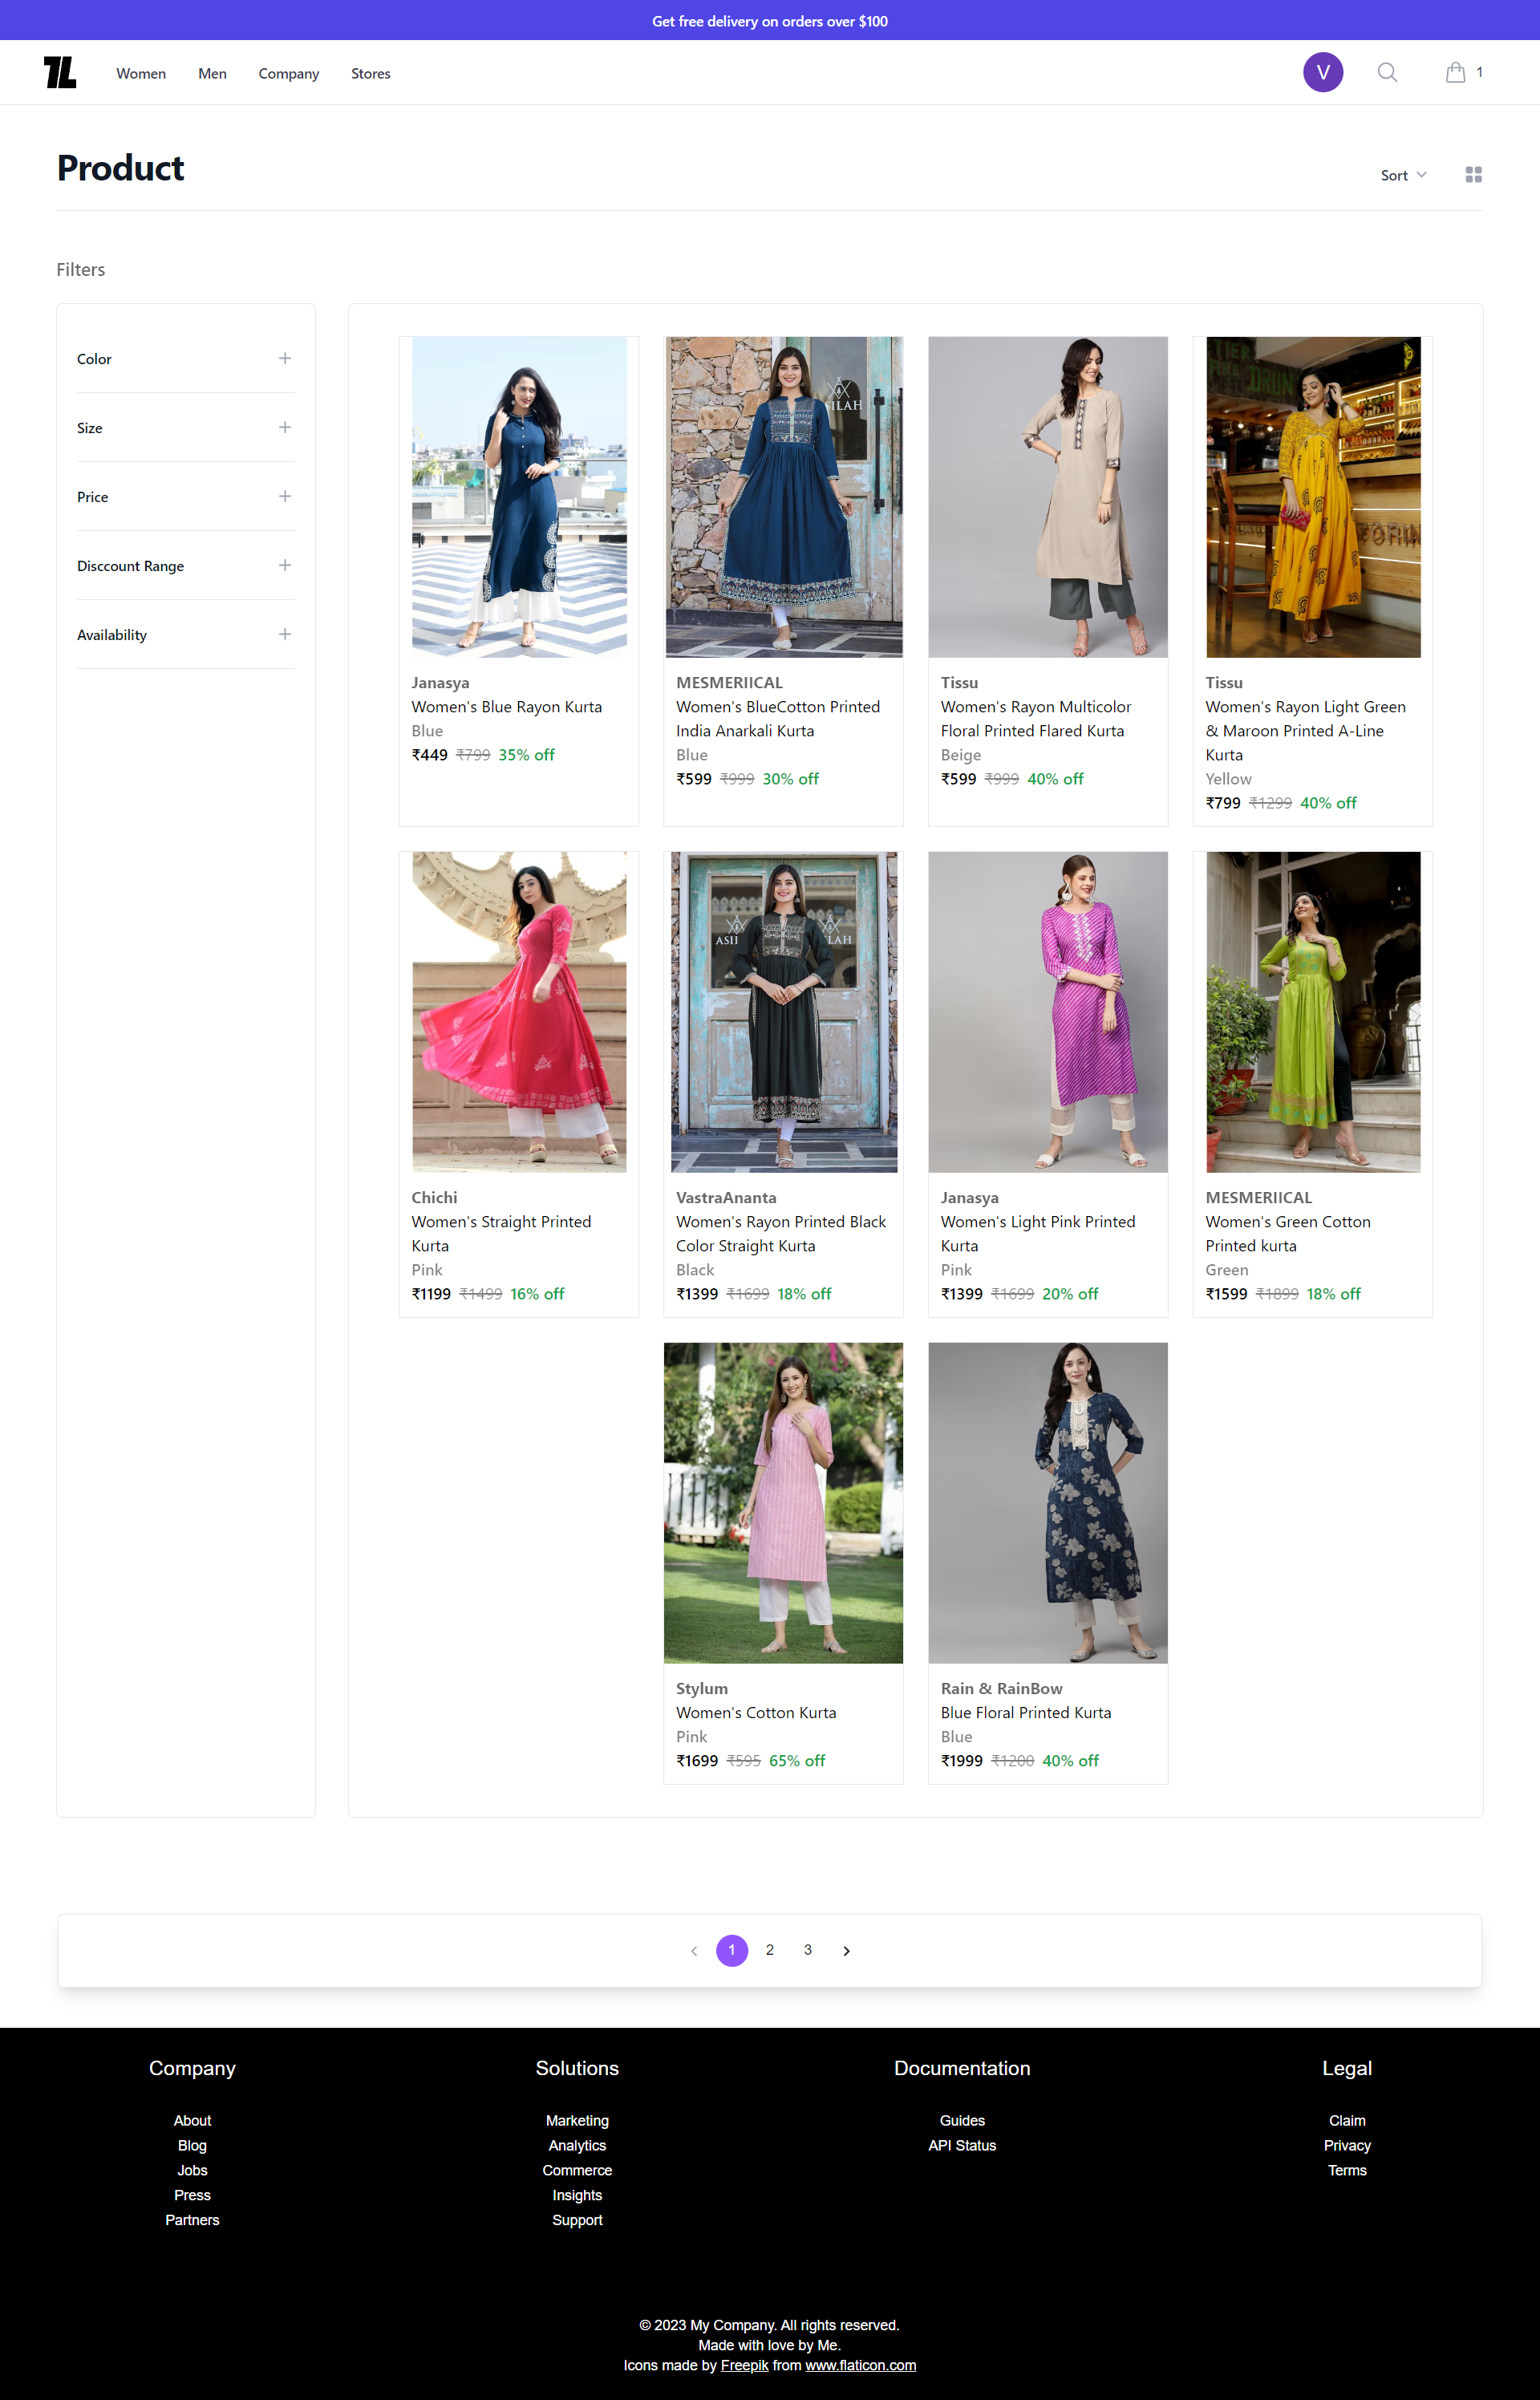 Get free delivery on orders over $100
Women Men Company Stores
V
1
Product
Sort
Filters
Color
Size
Price
Disccount Range
Availability
Janasya
Women's Blue Rayon Kurta
Blue
₹449 ₹799 35% off
SILAH
MESMERIICAL
Women's BlueCotton Printed
India Anarkali Kurta
Blue
₹599 ₹999 30% off
Tissu
Women's Rayon Multicolor
Floral Printed Flared Kurta
Beige
₹599 ₹999 40% off
Tissu
Women's Rayon Light Green
& Maroon Printed A-Line
Kurta
Yellow
₹799 ₹1299 40% off
Chichi
Women's Straight Printed
Kurta
Pink
₹1199 ₹1499 16% off
ASII LAH
VastraAnanta
Women's Rayon Printed Black
Color Straight Kurta
Black
₹1399 ₹1699 18% off
Janasya
Women's Light Pink Printed
Kurta
Pink
₹1399 ₹1699 20% off
MESMERIICAL
Women's Green Cotton
Printed kurta
Green
₹1599 ₹1899 18% off
Stylum
Women's Cotton Kurta
Pink
₹1699 ₹595 65% off
Rain & RainBow
Blue Floral Printed Kurta
Blue
₹1999 ₹1200 40% off
1 2 3
Company
About
Blog
Jobs
Press
Partners
Solutions
Marketing
Analytics
Commerce
Insights
Support
Documentation
Guides
API Status
Legal
Claim
Privacy
Terms
© 2023 My Company. All rights reserved.
Made with love by Me.
Icons made by Freepik from www.flaticon.com